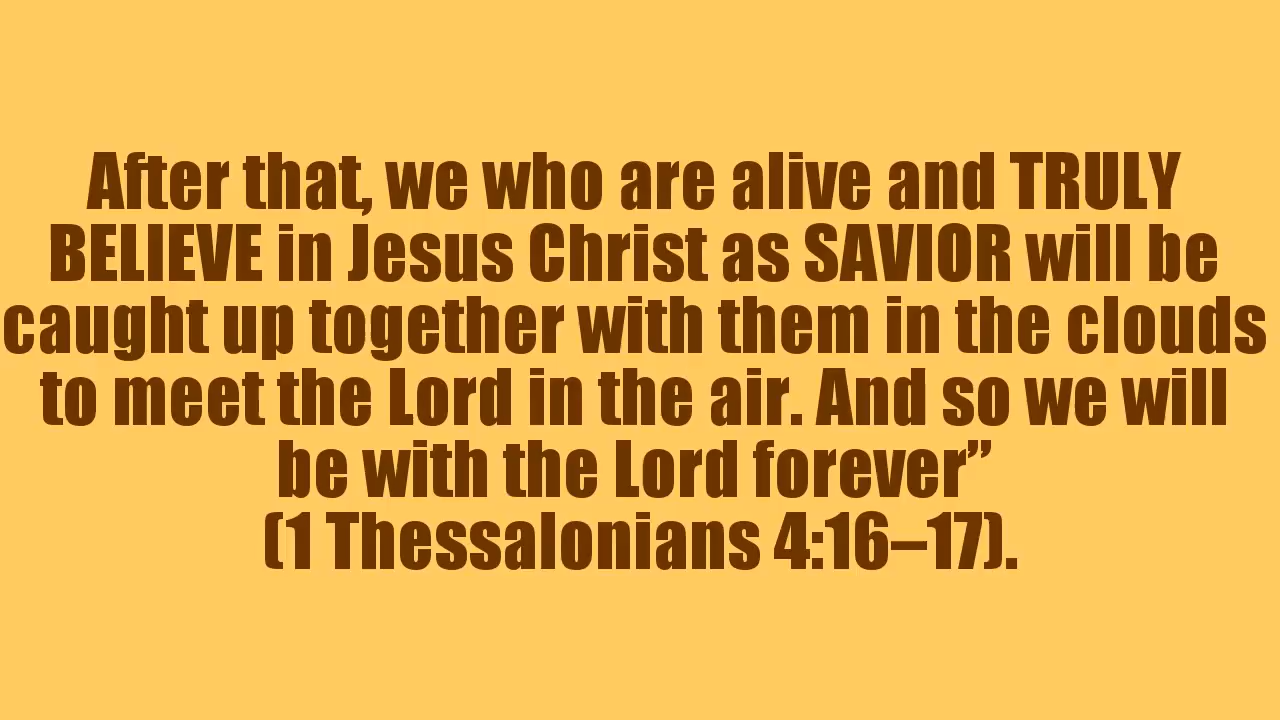 After that, we who are alive and TRULY
BELIEVE in Jesus Christ as SAVIOR will be
caught up together with them in the clouds
to meet the Lord in the air. And so we will
be with the Lord forever”
(1 Thessalonians 4:16–17).